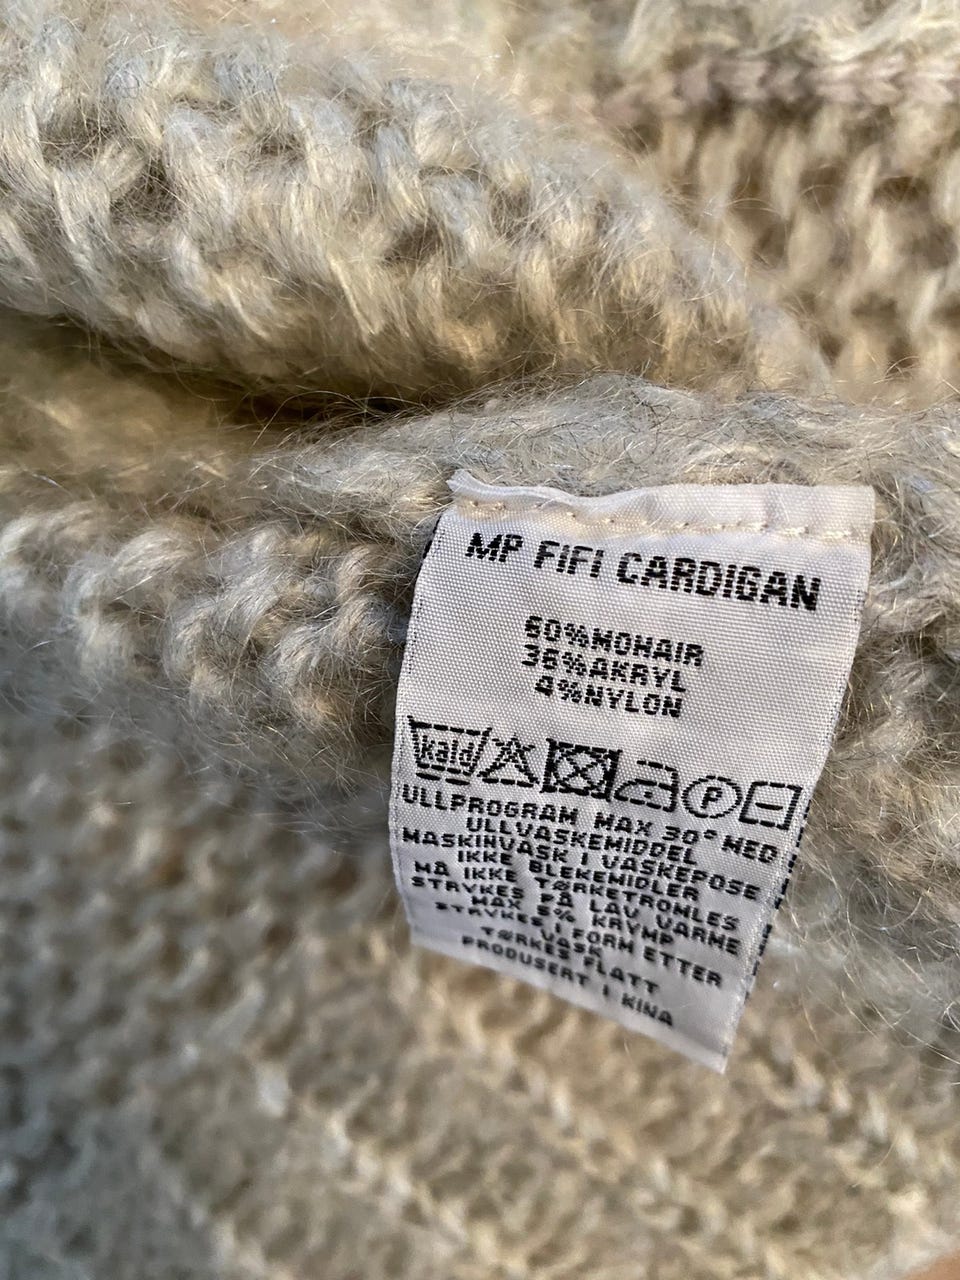 MP FIFI CARDIGAN
60%MOHAIR
36%AKRYL
4%NYLON
kald P
ULLPROGRAM MAX 30° MED
ULLVASKEMIDDEL
MASKINVASK I VASKEPOSE
IKKE BLEKEMIDLER
MÅ IKKE TØRKETROMLES
STRYKES PÅ LAV VARME
MAX 5% KRYMP
STRYKES I FORM ETTER
VASK
TØRKES FLATT
PRODUSERT I KINA